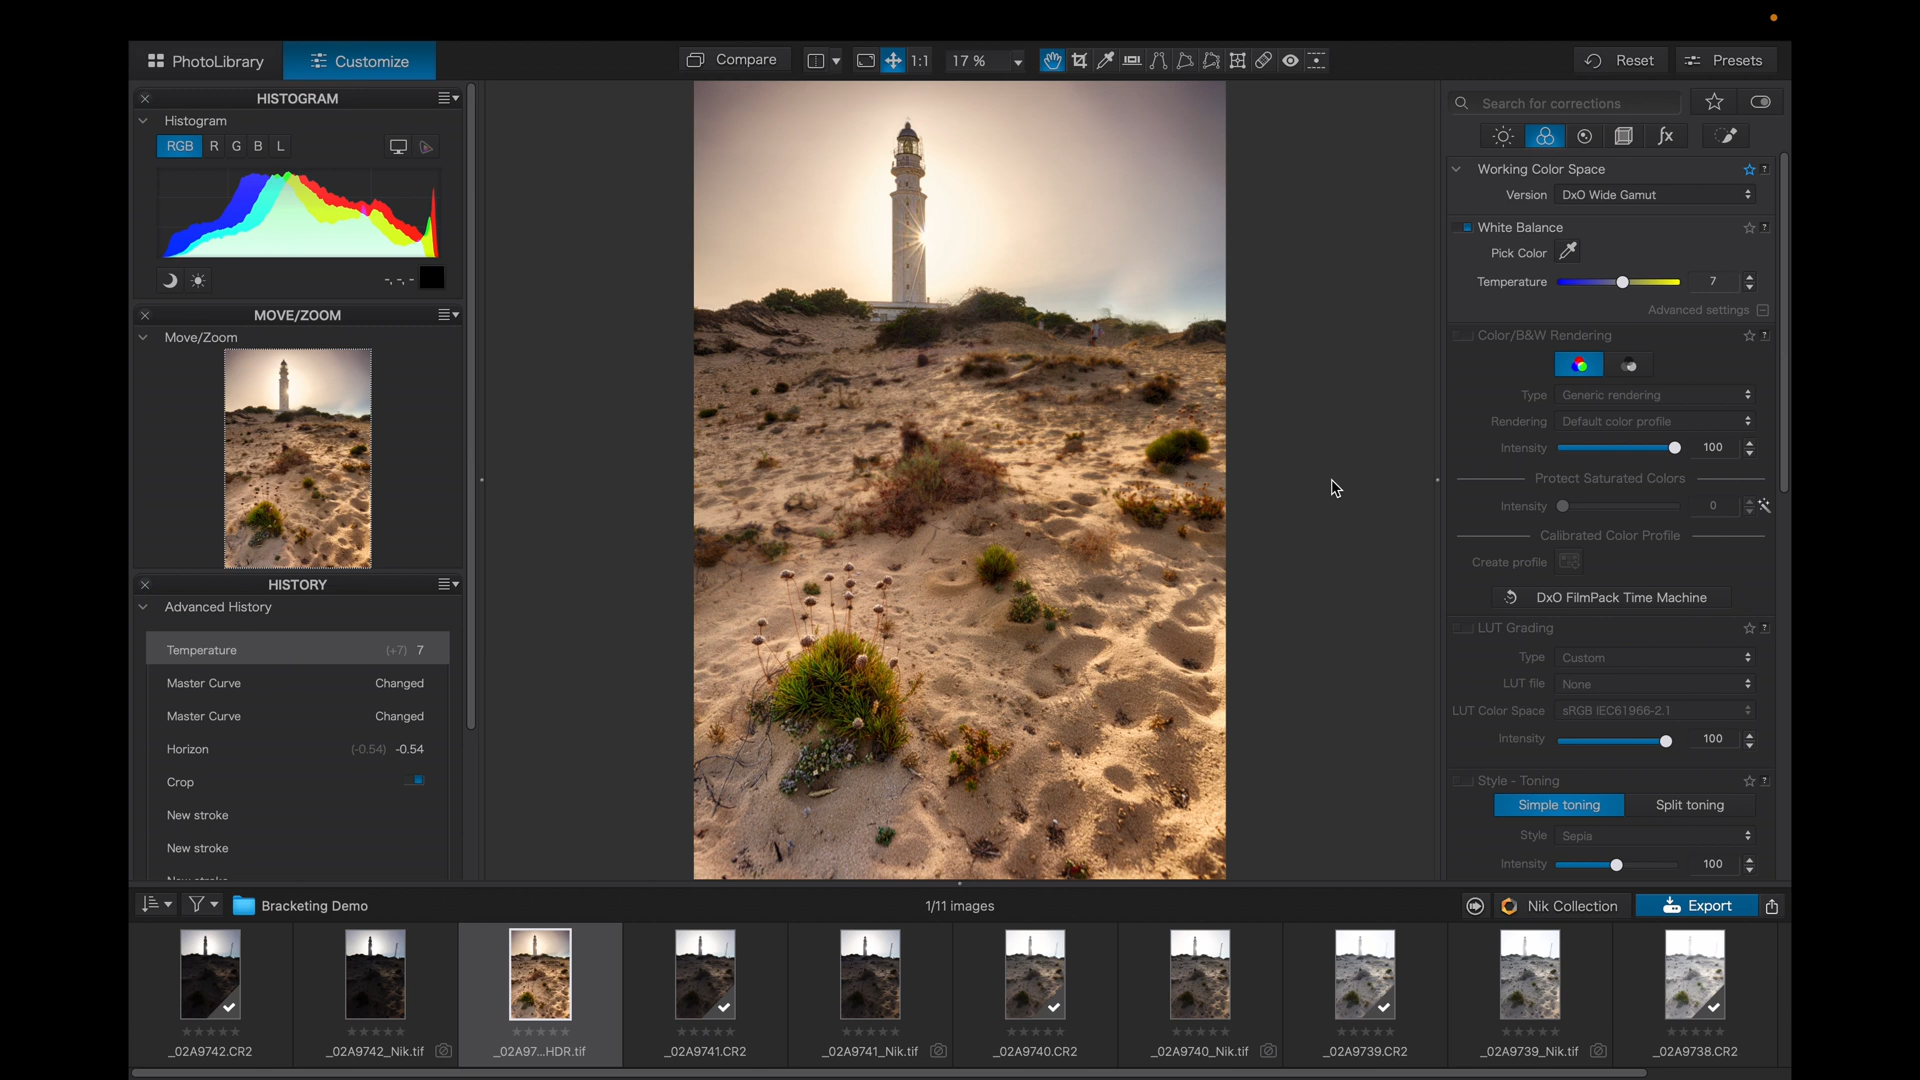 PhotoLibrary
Customize
Compare
1:1
17 %
Reset
Presets
HISTOGRAM
Histogram
RGB R G B L
-,-,-
MOVE/ZOOM
Move/Zoom
HISTORY
Advanced History
Temperature (+7) 7
Master Curve Changed
Master Curve Changed
Horizon (-0.54) -0.54
Crop
New stroke
New stroke
Search for corrections
fx
Working Color Space ?
Version DxO Wide Gamut
White Balance ?
Pick Color
Temperature 7
Advanced settings
Color/B&W Rendering ?
Type Generic rendering
Rendering Default color profile
Intensity 100
Protect Saturated Colors
Intensity 0
Calibrated Color Profile
Create profile
DxO FilmPack Time Machine
LUT Grading ?
Type Custom
LUT file None
LUT Color Space sRGB IEC61966-2.1
Intensity 100
Style - Toning ?
Simple toning Split toning
Style Sepia
Intensity 100
Bracketing Demo
1/11 images
Nik Collection
Export
_02A9742.CR2
_02A9742_Nik.tif
_02A97...HDR.tif
_02A9741.CR2
_02A9741_Nik.tif
_02A9740.CR2
_02A9740_Nik.tif
_02A9739.CR2
_02A9739_Nik.tif
_02A9738.CR2